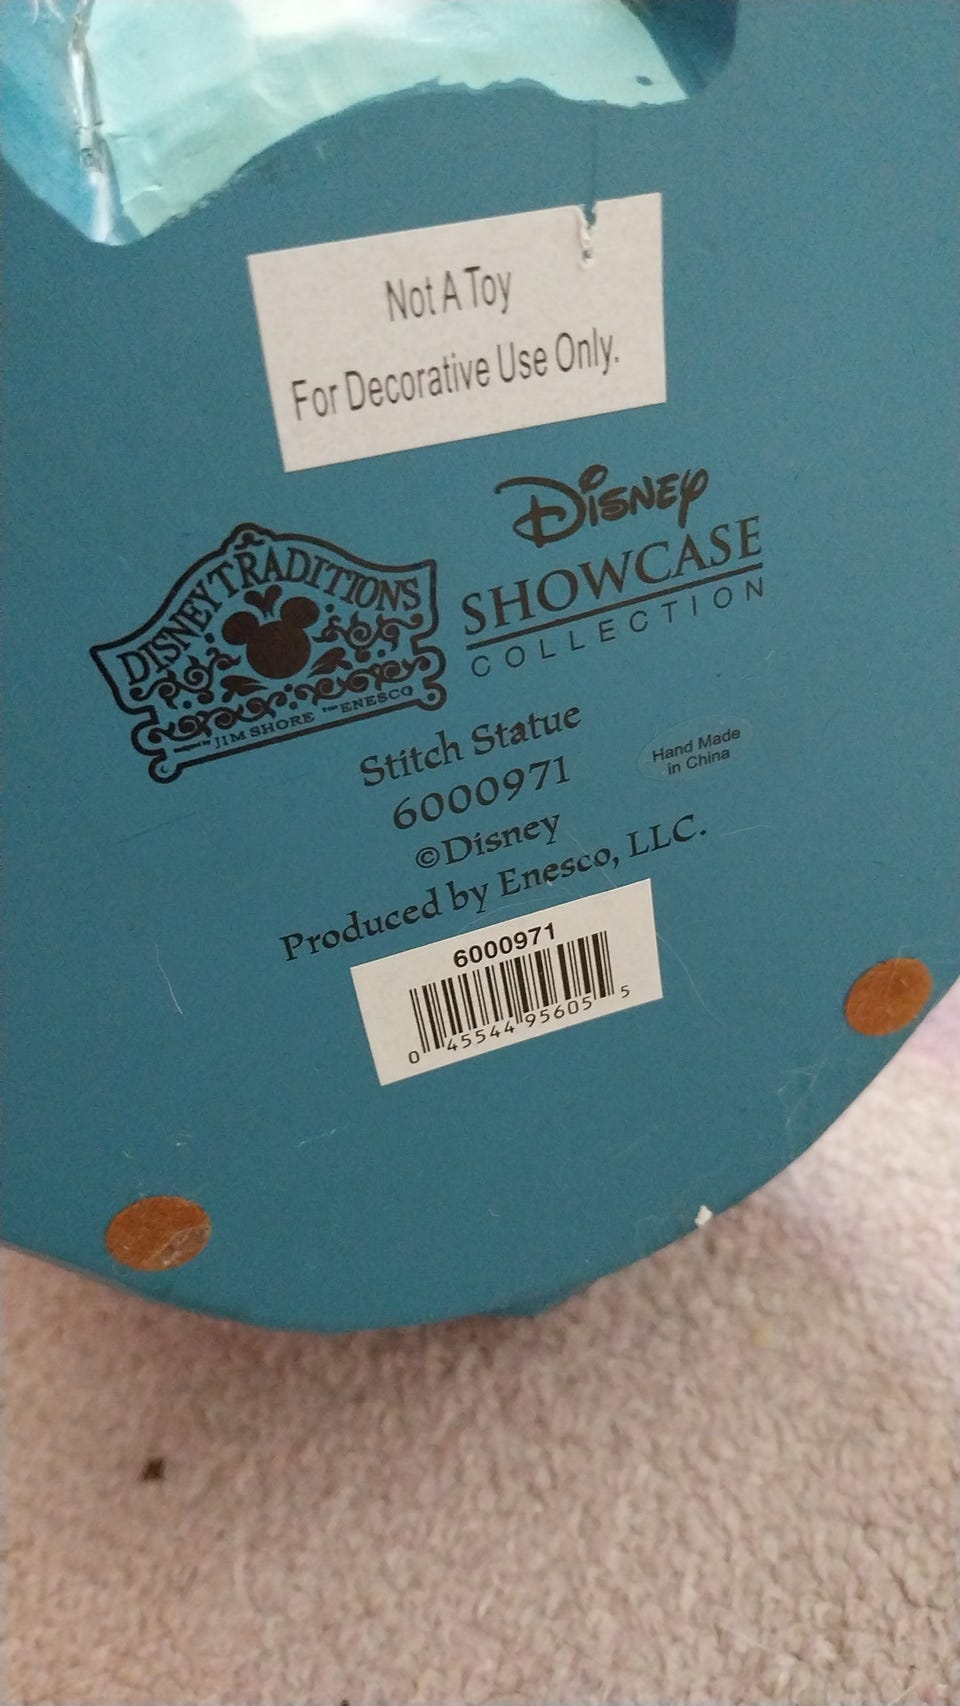 Not A Toy
For Decorative Use Only.
DISNEY TRADITIONS
JIM SHORE ENESCO
Disney
SHOWCASE
COLLECTION
Stitch Statue
6000971
©Disney
Produced by Enesco, LLC.
Hand Made
in China
6000971
0 45544 95605 5